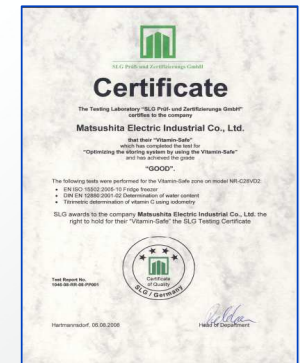 SLG Prüf- und Zertifizierungs GmbH
Certificate
The Testing Laboratory "SLG Prüf- und Zertifizierungs GmbH"
certifies to the company
Matsushita Electric Industrial Co., Ltd.
that their "Vitamin-Safe"
which has completed the test for
"Optimizing the storing system by using the Vitamin-Safe"
and has achieved the grade
"GOOD".
The following tests were performed for the Vitamin-Safe zone on model NR-C28VD2
• EN ISO 15502:2005-10 Fridge freezer
• DIN EN 12880:2001-02 Determination of water content
• Titrimetric determination of vitamin C using iodometry
SLG awards to the company Matsushita Electric Industrial Co., Ltd. the
right to hold for their "Vitamin-Safe" the SLG Testing Certificate
Certificate
of Quality
SLG / Germany
Test Report No.
Hartmannsdorf,
Head of Department